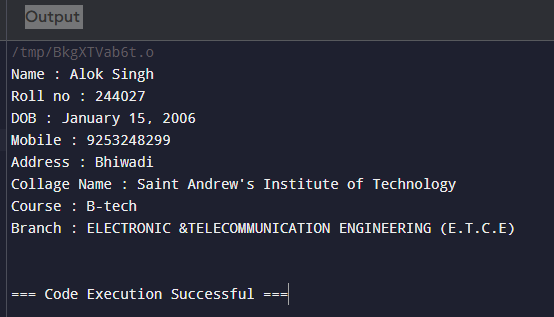 Output
/tmp/BkgXTVab6t.o
Name : Alok Singh
Roll no : 244027
DOB : January 15, 2006
Mobile : 9253248299
Address : Bhiwadi
Collage Name : Saint Andrew's Institute of Technology
Course : B-tech
Branch : ELECTRONIC &TELECOMMUNICATION ENGINEERING (E.T.C.E)
=== Code Execution Successful ===